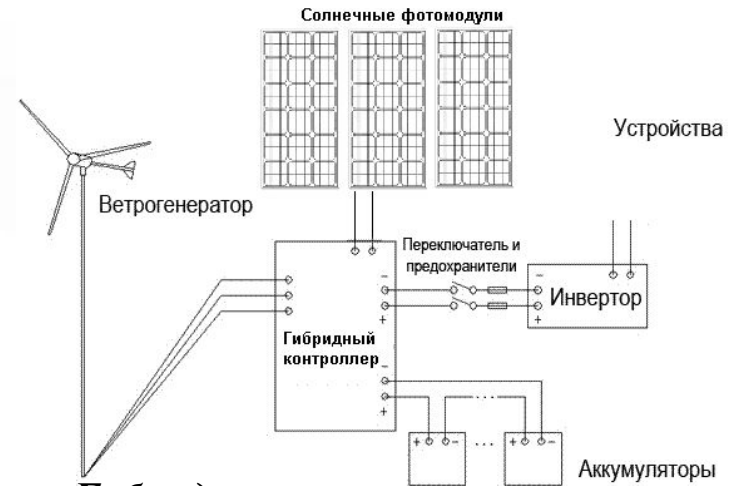 Солнечные фотомодули
Устройства
Ветрогенератор
Переключатель и
предохранители
−
−
Инвертор
+
+
Гибридный
контроллер
−
+
+ − ... + −
...
Аккумуляторы